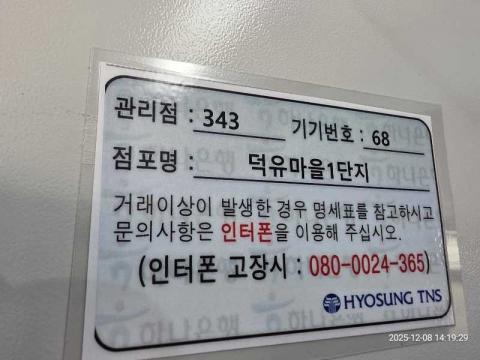 관리점 : 343 기기번호 : 68
점포명 : 덕유마을1단지
거래이상이 발생한 경우 명세표를 참고하시고
문의사항은 인터폰을 이용해 주십시오.
(인터폰 고장시 : 080-0024-365)
HYOSUNG TNS
2025-12-08 14:19:29